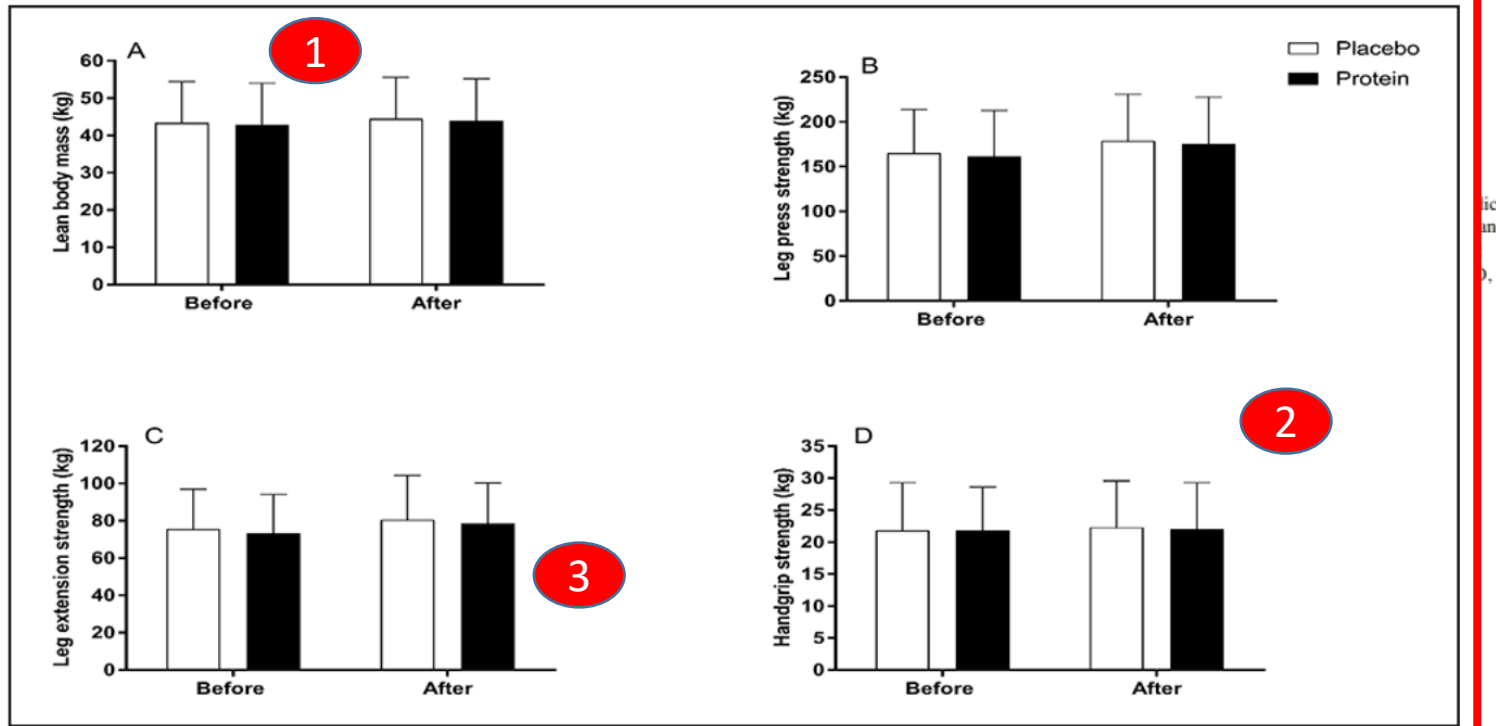 A
1
Lean body mass (kg)
60
50
40
30
20
10
0
Before After
B
Placebo
Protein
Leg press strength (kg)
250
200
150
100
50
0
Before After
C
Leg extension strength (kg)
120
100
80
60
40
20
0
Before After
3
D
2
Handgrip strength (kg)
35
30
25
20
15
10
5
0
Before After